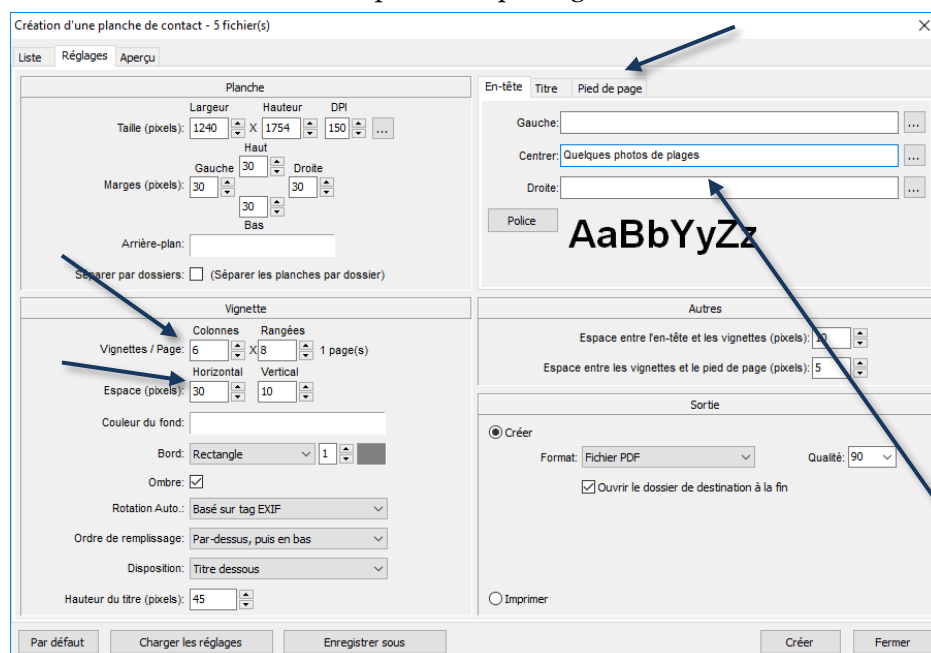 Création d'une planche de contact - 5 fichier(s)
Liste Réglages Aperçu
Planche
Largeur Hauteur DPI
Taille (pixels): 1240 X 1754 150 ...
Haut
Gauche 30 Droite
Marges (pixels): 30 30
30
Bas
Arrière-plan:
Séparer par dossiers: (Séparer les planches par dossier)
Vignette
Colonnes Rangées
Vignettes / Page: 6 X 8 1 page(s)
Horizontal Vertical
Espace (pixels): 30 10
Couleur du fond:
Bord: Rectangle 1
Ombre:
Rotation Auto.: Basé sur tag EXIF
Ordre de remplissage: Par-dessus, puis en bas
Disposition: Titre dessous
Hauteur du titre (pixels): 45
En-tête Titre Pied de page
Gauche: ...
Centrer: Quelques photos de plages ...
Droite: ...
Police AaBbYyZz
Autres
Espace entre l'en-tête et les vignettes (pixels): 10
Espace entre les vignettes et le pied de page (pixels): 5
Sortie
Créer
Format: Fichier PDF Qualité: 90
Ouvrir le dossier de destination à la fin
Imprimer
Par défaut Charger les réglages Enregistrer sous Créer Fermer